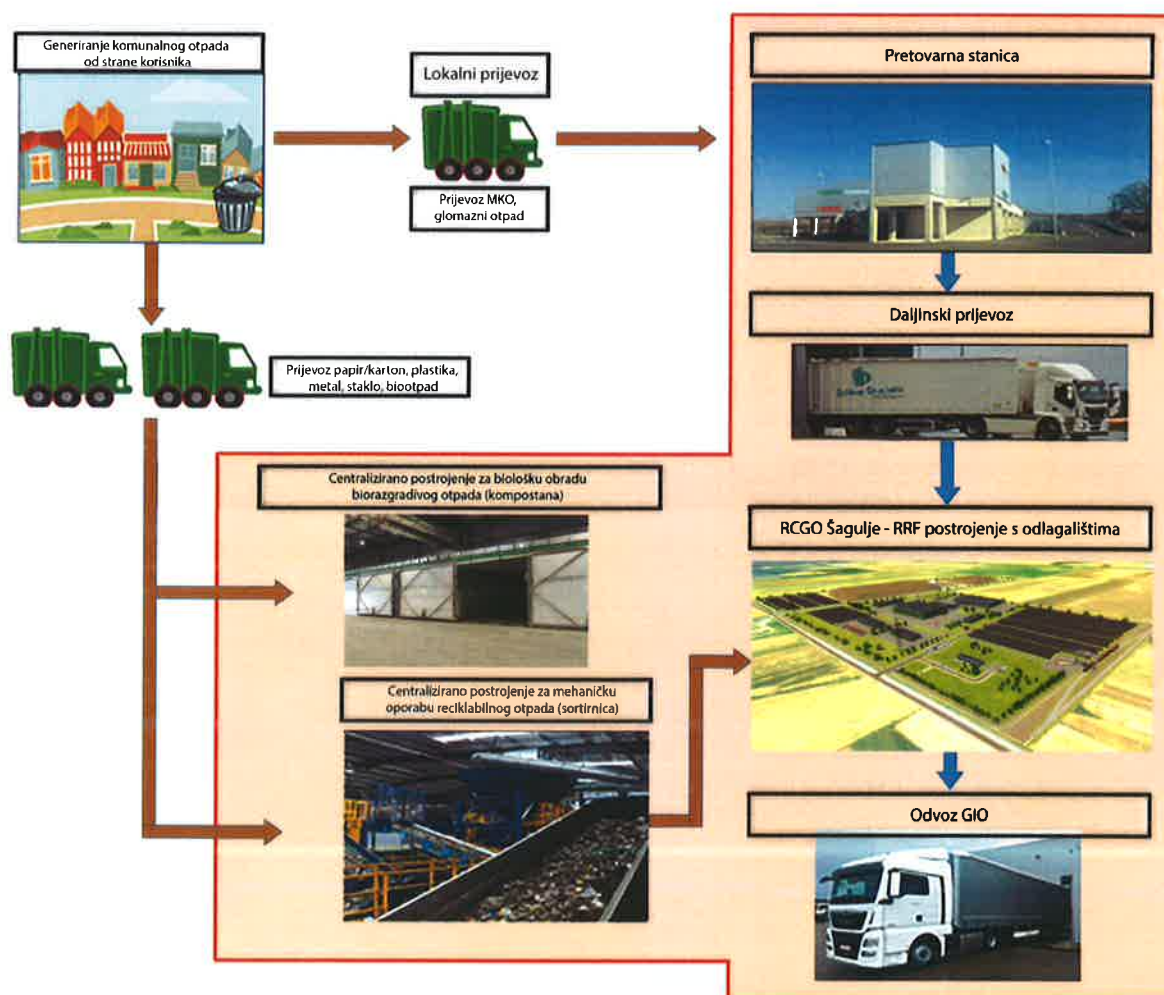 Generiranje komunalnog otpada
od strane korisnika
Lokalni prijevoz
Prijevoz MKO,
glomazni otpad
Pretovarna stanica
Daljinski prijevoz
Prijevoz papir/karton, plastika,
metal, staklo, biootpad
Centralizirano postrojenje za biološku obradu
biorazgradivog otpada (kompostana)
RCGO Šagulje - RRF postrojenje s odlagalištima
Centralizirano postrojenje za mehaničku
oporabu reciklabilnog otpada (sortirnica)
Odvoz GIO